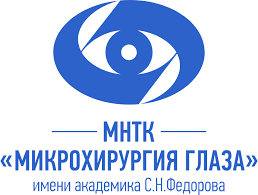 МНТК
«МИКРОХИРУРГИЯ ГЛАЗА»
имени академика С.Н.Федорова